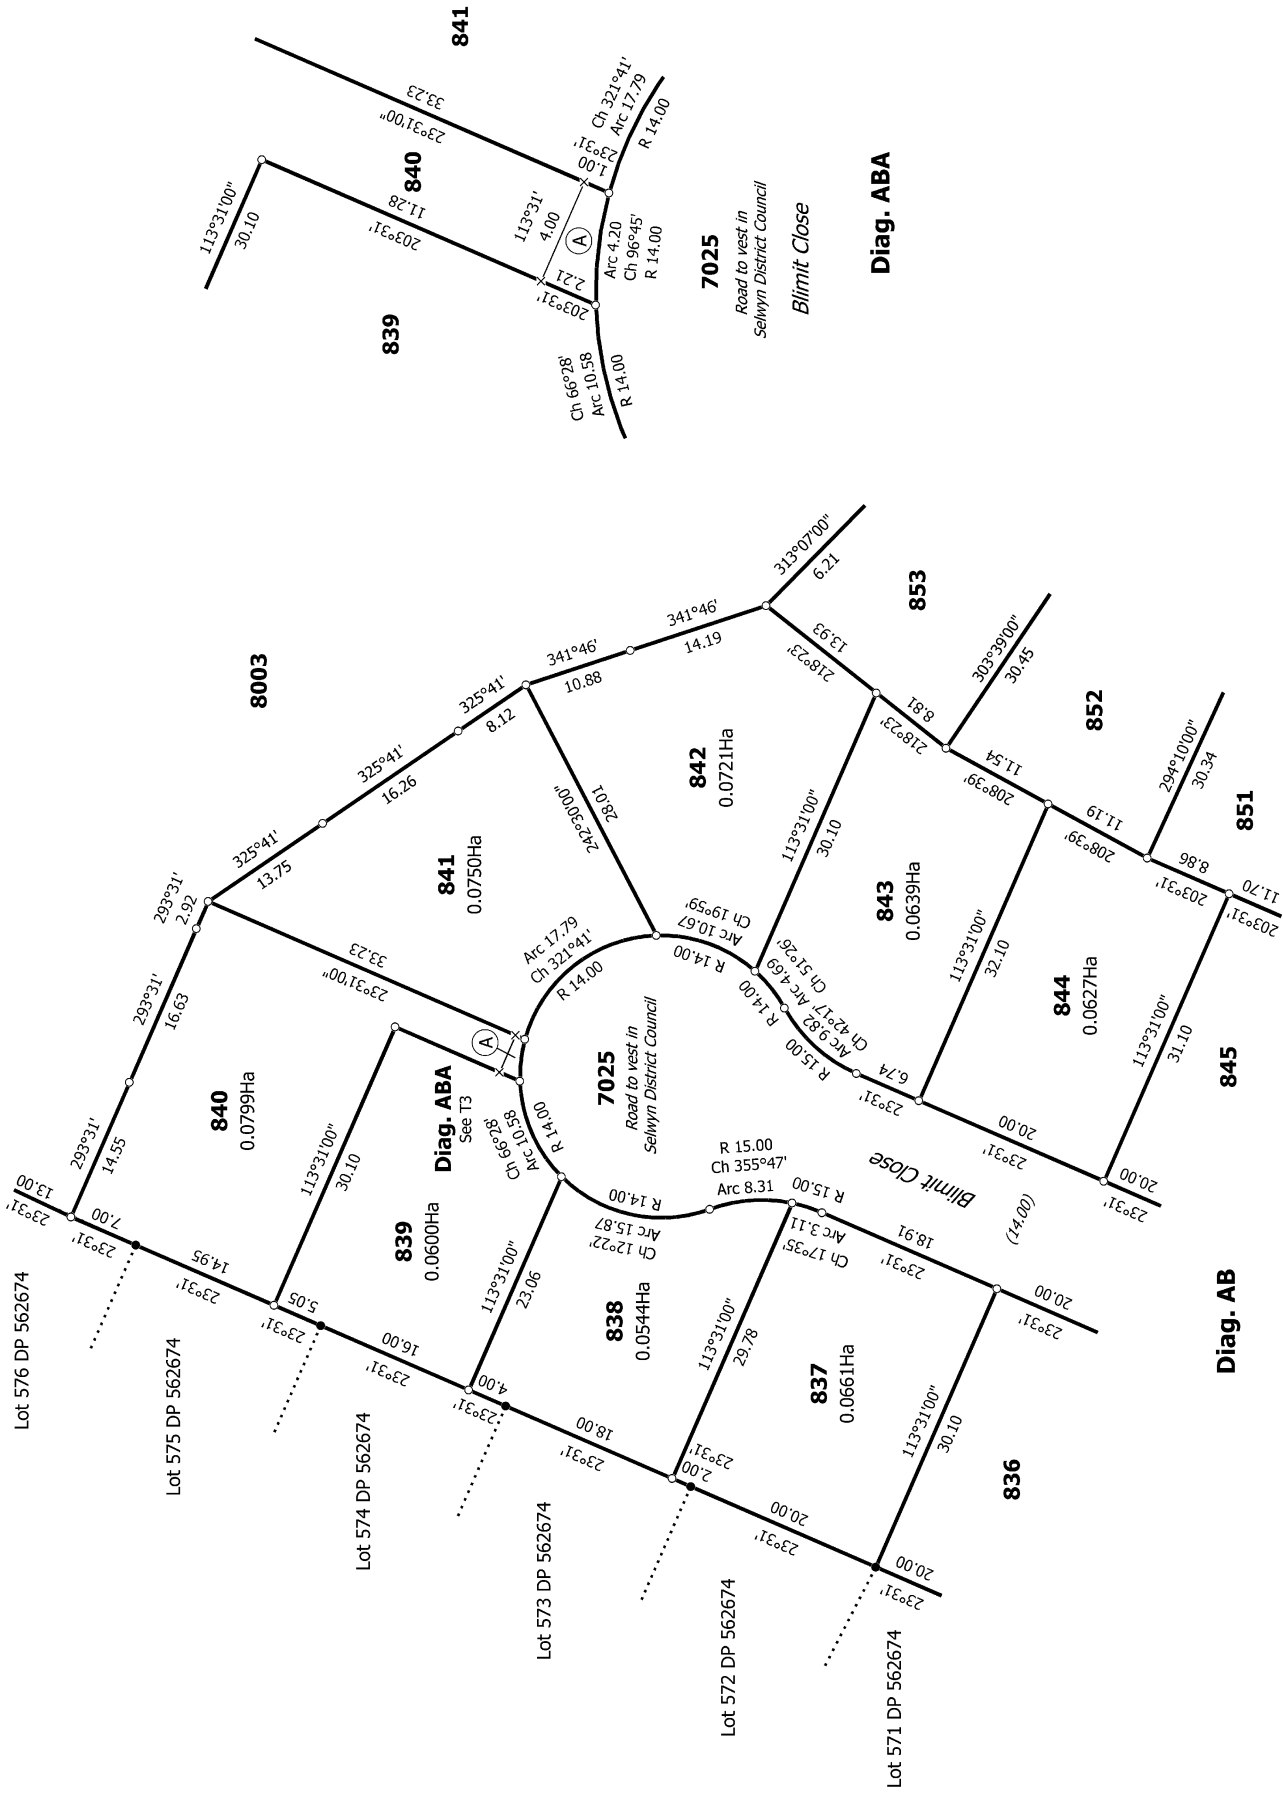 841
33.23
23°31'00"
840
113°31'00"
30.10
11.28
203°31'
839
113°31'
4.00
1.00
23°31'
Ch 321°41'
Arc 17.79
R 14.00
A
2.21
203°31'
Arc 4.20
Ch 96°45'
R 14.00
Ch 66°28'
Arc 10.58
R 14.00
7025
Road to vest in
Selwyn District Council
Blimit Close
Diag. ABA
8003
293°31'
2.92
293°31'
16.63
293°31'
14.55
325°41'
13.75
325°41'
16.26
325°41'
8.12
341°46'
10.88
341°46'
14.19
313°07'00"
6.21
853
13.93
218°23'
8.81
218°23'
303°39'00"
30.45
852
11.54
208°39'
11.19
208°39'
294°10'00"
30.34
851
8.86
203°31'
11.70
203°31'
842
0.0721Ha
28.01
242°30'00"
841
0.0750Ha
33.23
23°31'00"
840
0.0799Ha
13.00
23°31'
7.00
23°31'
14.95
23°31'
113°31'00"
30.10
A
Diag. ABA
See T3
839
0.0600Ha
5.05
23°31'
16.00
23°31'
Ch 66°28'
Arc 10.58
R 14.00
Arc 17.79
Ch 321°41'
R 14.00
7025
Road to vest in
Selwyn District Council
Arc 10.67
Ch 19°59'
R 14.00
113°31'00"
30.10
843
0.0639Ha
R 14.00
Arc 4.69
Ch 51°26'
R 15.00
Arc 9.82
Ch 42°17'
6.74
23°31'
113°31'00"
32.10
844
0.0627Ha
20.00
23°31'
113°31'00"
31.10
845
20.00
23°31'
113°31'00"
23.06
838
0.0544Ha
4.00
23°31'
18.00
23°31'
R 14.00
Arc 15.87
Ch 12°22'
R 15.00
Ch 355°47'
Arc 8.31
R 15.00
Arc 3.11
Ch 17°35'
113°31'00"
29.78
2.00
23°31'
837
0.0661Ha
18.91
23°31'
Blimit Close
(14.00)
20.00
23°31'
20.00
23°31'
113°31'00"
30.10
836
20.00
23°31'
Lot 576 DP 562674
Lot 575 DP 562674
Lot 574 DP 562674
Lot 573 DP 562674
Lot 572 DP 562674
Lot 571 DP 562674
Diag. AB